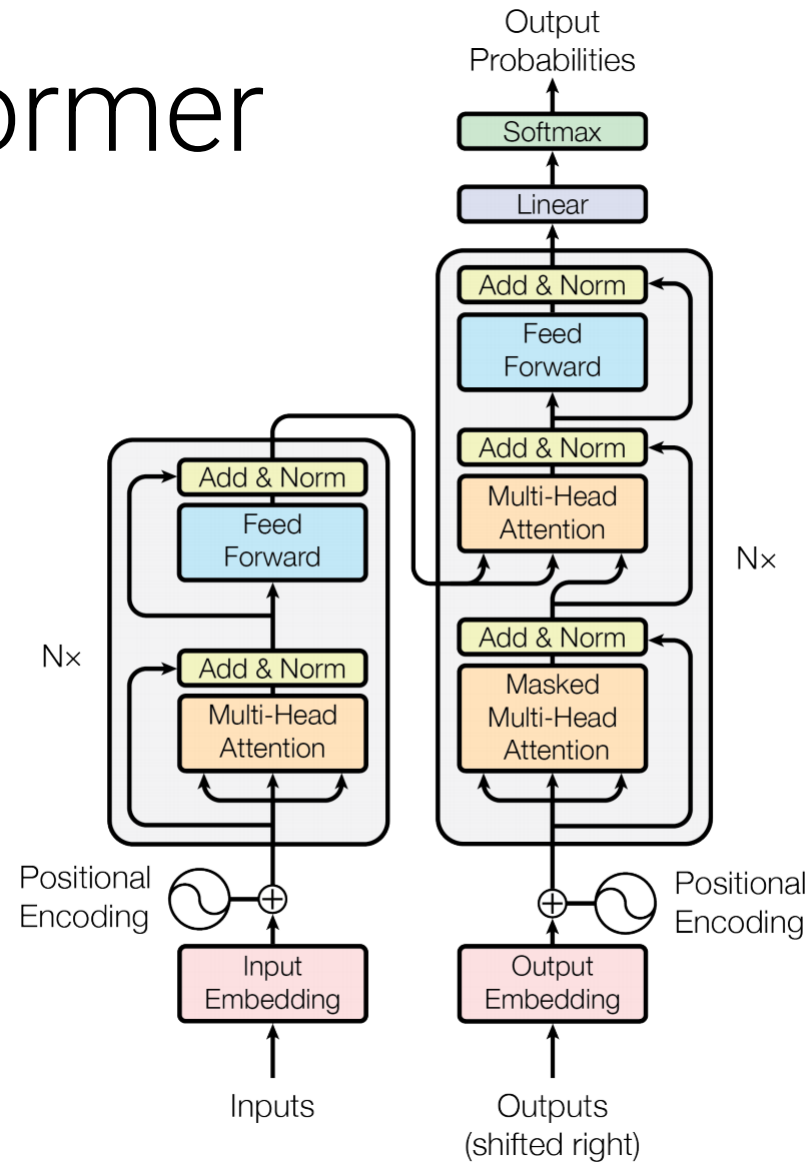 ormer
Output
Probabilities
Softmax
Linear
Add & Norm
Feed
Forward
Add & Norm
Multi-Head
Attention
Nx
Add & Norm
Masked
Multi-Head
Attention
Add & Norm
Feed
Forward
Nx
Add & Norm
Multi-Head
Attention
Positional
Encoding
Positional
Encoding
Input
Embedding
Output
Embedding
Inputs
Outputs
(shifted right)